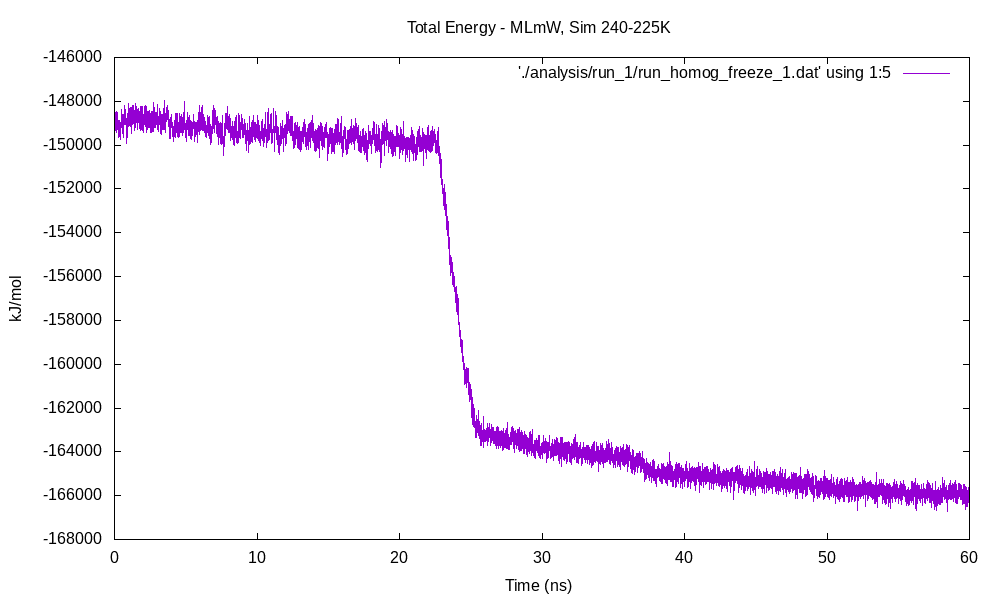 Total Energy - MLmW, Sim 240-225K
-146000
'./analysis/run_1/run_homog_freeze_1.dat' using 1:5
-148000
-150000
-152000
-154000
-156000
kJ/mol
-158000
-160000
-162000
-164000
-166000
-168000
0 10 20 30 40 50 60
Time (ns)